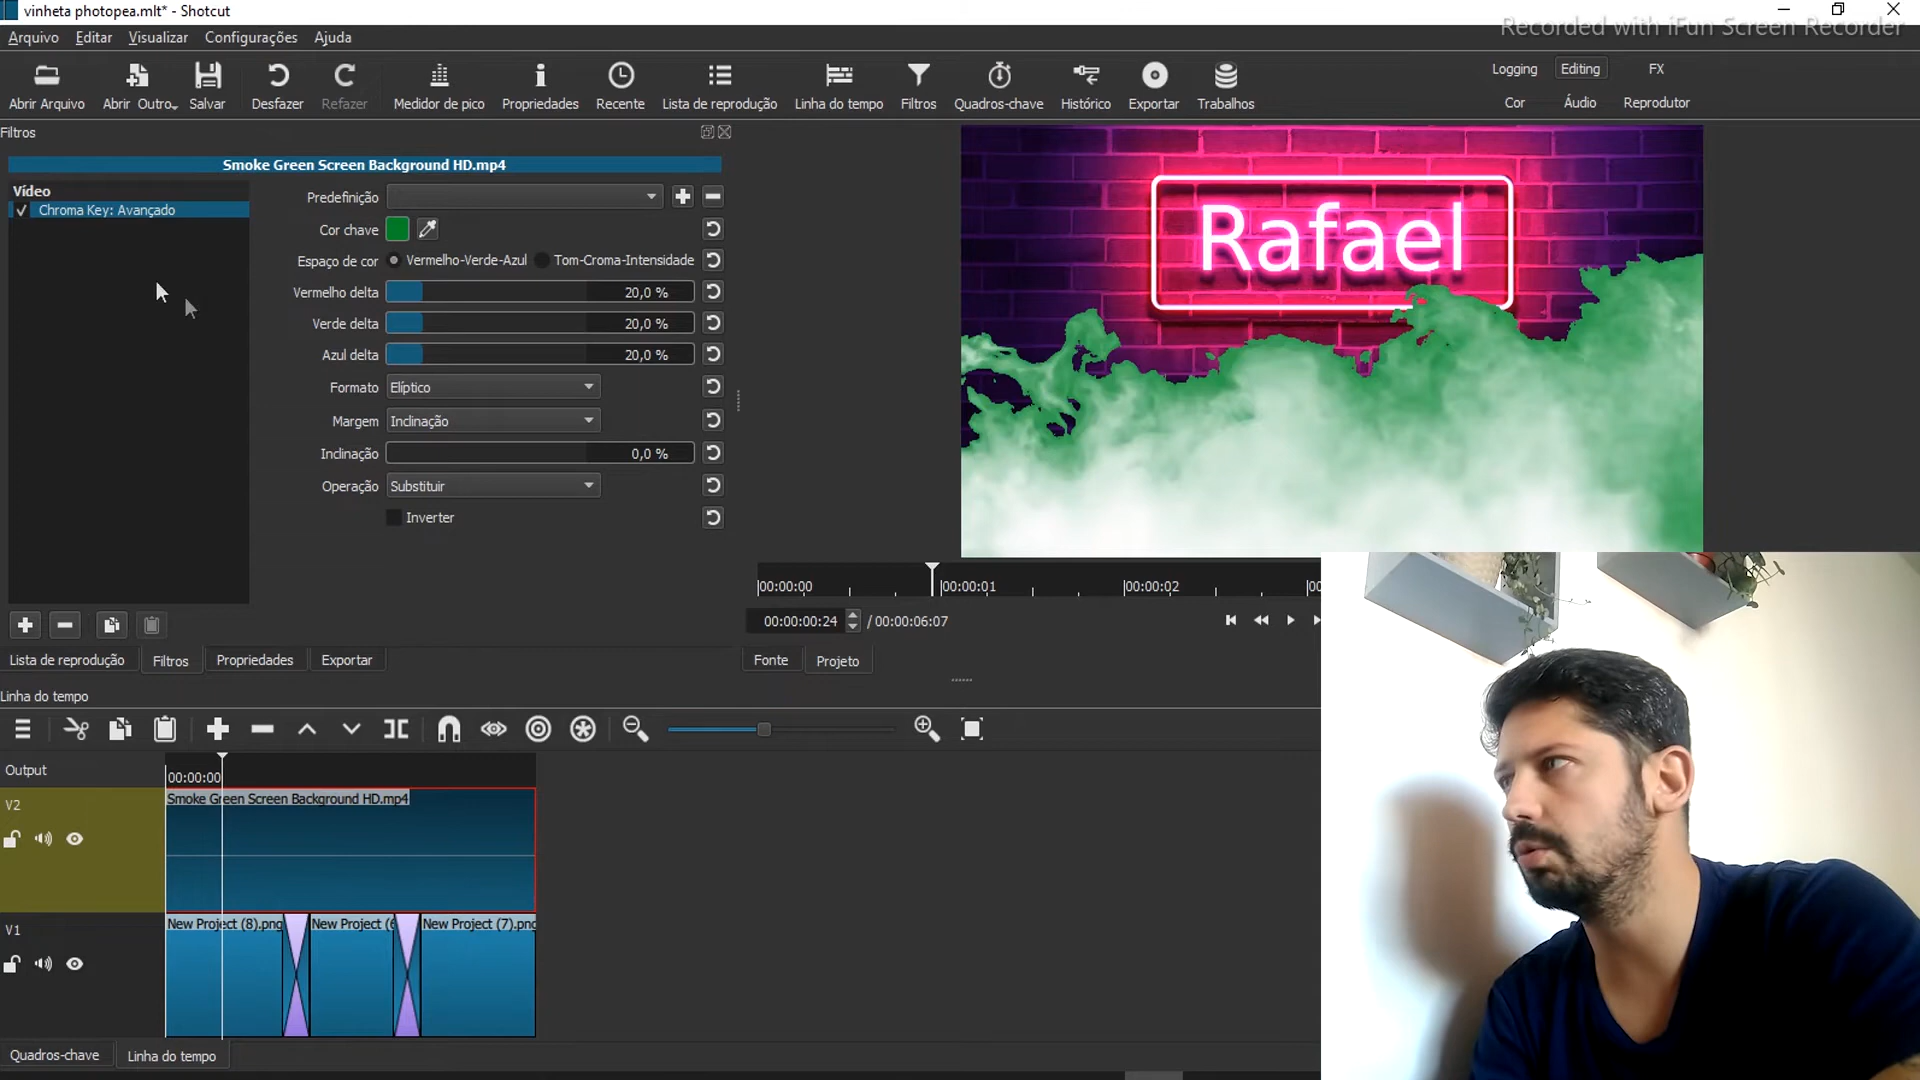 vinheta photopea.mlt* - Shotcut
Recorded with iFun Screen Recorder
Arquivo Editar Visualizar Configurações Ajuda
Abrir Arquivo Abrir Outro... Salvar Desfazer Refazer Medidor de pico Propriedades Recente Lista de reprodução Linha do tempo Filtros Quadros-chave Histórico Exportar Trabalhos
Logging Editing FX
Cor Áudio Reprodutor
Filtros
Smoke Green Screen Background HD.mp4
Vídeo
Chroma Key: Avançado
Predefinição
Cor chave
Espaço de cor Vermelho-Verde-Azul Tom-Croma-Intensidade
Vermelho delta 20,0 %
Verde delta 20,0 %
Azul delta 20,0 %
Formato Elíptico
Margem Inclinação
Inclinação 0,0 %
Operação Substituir
Inverter
Rafael
00:00:00 00:00:01 00:00:02 00
00:00:00:24 / 00:00:06:07
Lista de reprodução Filtros Propriedades Exportar
Fonte Projeto
Linha do tempo
Output
00:00:00
V2
Smoke Green Screen Background HD.mp4
V1
New Project (8).png New Project (6 New Project (7).png
Quadros-chave Linha do tempo